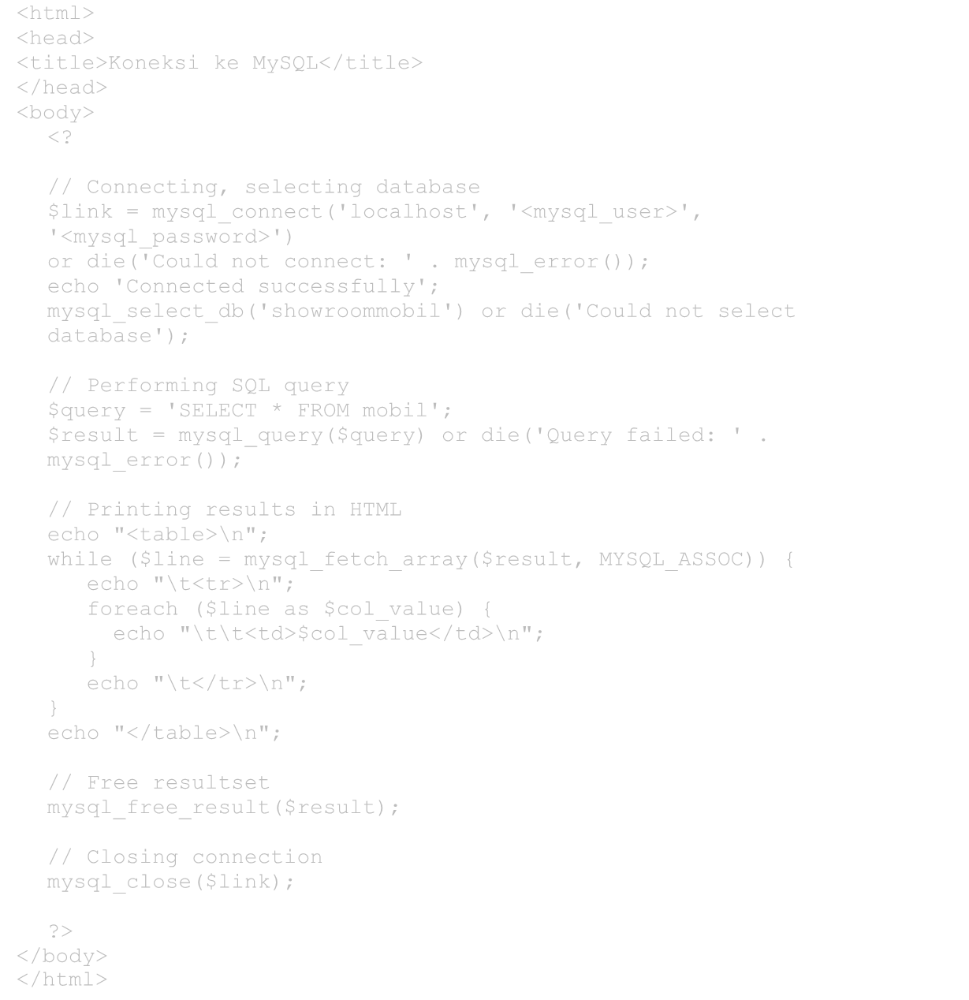 <html>
<head>
<title>Koneksi ke MySQL</title>
</head>
<body>
<?
// Connecting, selecting database
$link = mysql_connect('localhost', '<mysql_user>',
'<mysql_password>')
or die('Could not connect: ' . mysql_error());
echo 'Connected successfully';
mysql_select_db('showroommobil') or die('Could not select
database');
// Performing SQL query
$query = 'SELECT * FROM mobil';
$result = mysql_query($query) or die('Query failed: ' .
mysql_error());
// Printing results in HTML
echo "<table>\n";
while ($line = mysql_fetch_array($result, MYSQL_ASSOC)) {
echo "\t<tr>\n";
foreach ($line as $col_value) {
echo "\t\t<td>$col_value</td>\n";
}
echo "\t</tr>\n";
}
echo "</table>\n";
// Free resultset
mysql_free_result($result);
// Closing connection
mysql_close($link);
?>
</body>
</html>